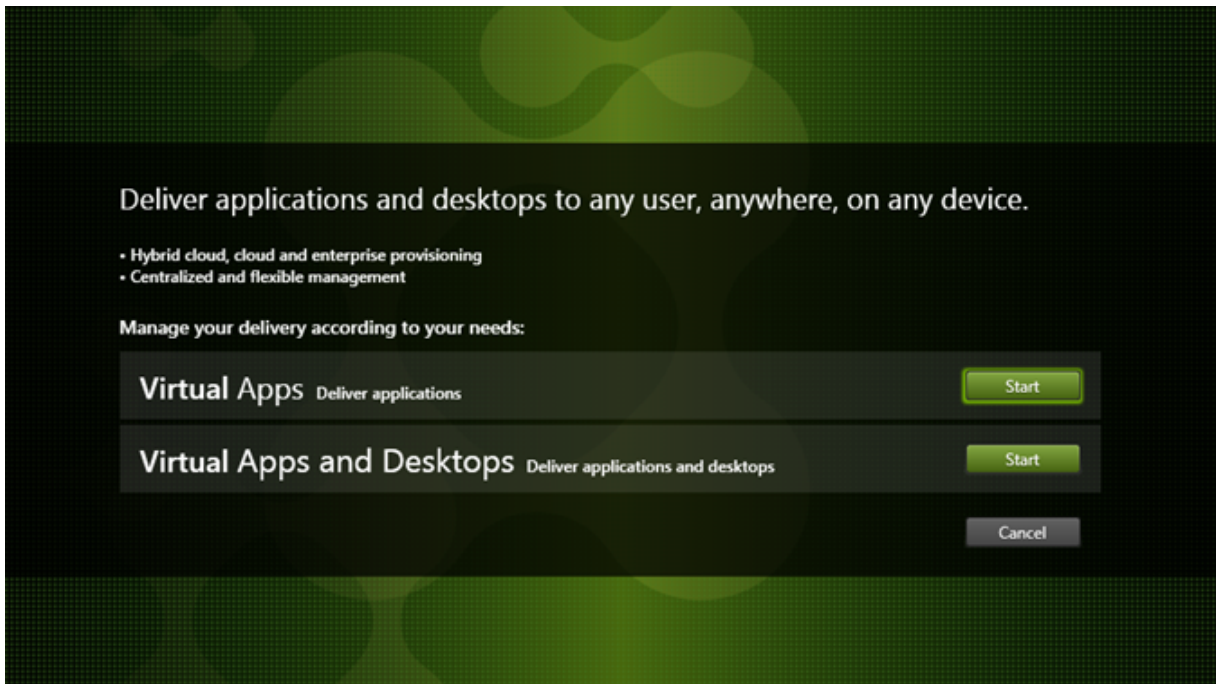 Deliver applications and desktops to any user, anywhere, on any device.
• Hybrid cloud, cloud and enterprise provisioning
• Centralized and flexible management
Manage your delivery according to your needs:
Virtual Apps Deliver applications Start
Virtual Apps and Desktops Deliver applications and desktops Start
Cancel